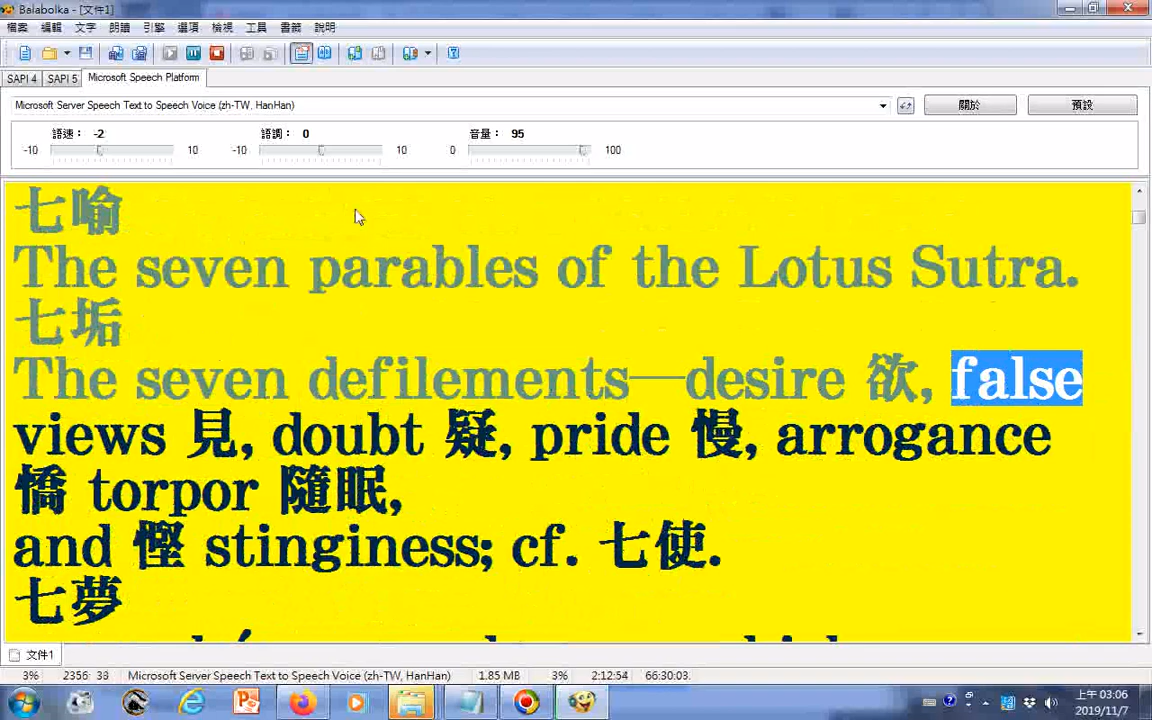 Balabolka - [文件1]
檔案 編輯 文字 朗讀 引擎 選項 檢視 工具 書籤 說明
SAPI 4 SAPI 5 Microsoft Speech Platform
Microsoft Server Speech Text to Speech Voice (zh-TW, HanHan) 關於 預設
語速： -2 語調： 0 音量： 95
-10 10 -10 10 0 100
七喻
The seven parables of the Lotus Sutra.
七垢
The seven defilements—desire 欲, false
views 見, doubt 疑, pride 慢, arrogance
憍 torpor 隨眠,
and 慳 stinginess; cf. 七使.
七夢
文件1
3% 2356: 33 Microsoft Server Speech Text to Speech Voice (zh-TW, HanHan) 1.85 MB 3% 2:12:54 66:30:03.
上午 03:06
2019/11/7